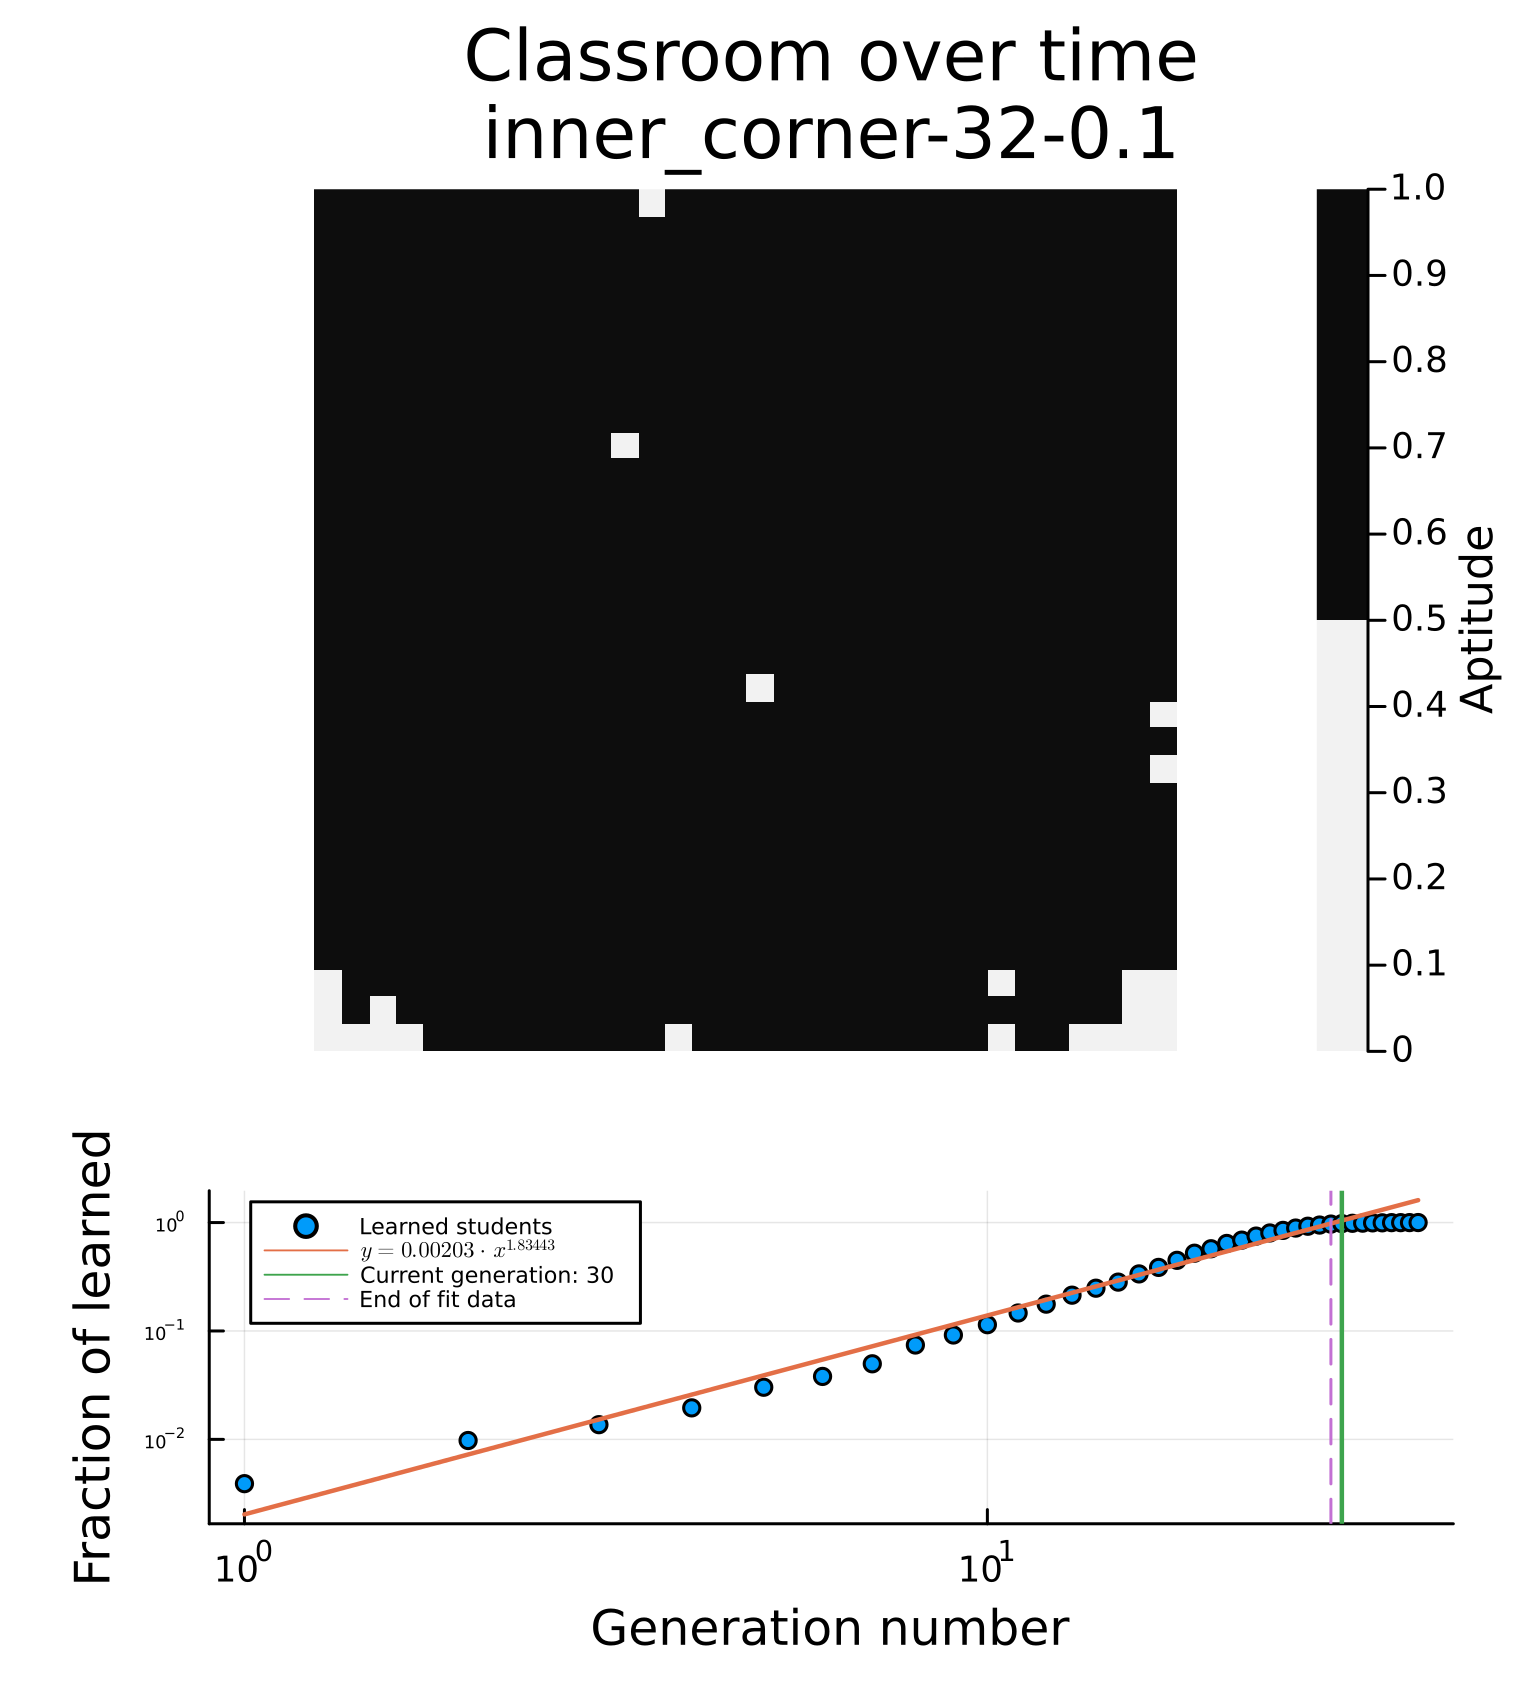 Classroom over time
inner_corner-32-0.1
1.0
0.9
0.8
0.7
0.6
0.5
0.4
0.3
0.2
0.1
0
Aptitude
Fraction of learned
10^0
10^-1
10^-2
Learned students
y = 0.00203 · x^1.83443
Current generation: 30
End of fit data
10^0
10^1
Generation number